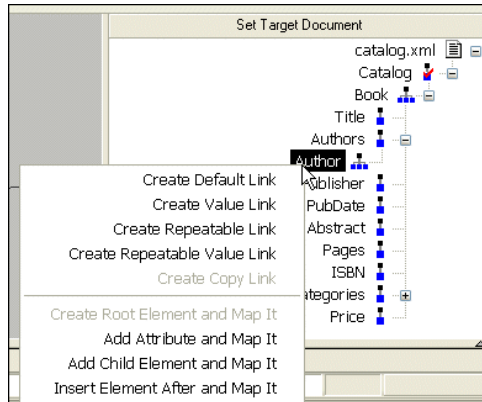 Set Target Document
catalog.xml
Catalog
Book
Title
Authors
Author
Publisher
PubDate
Abstract
Pages
ISBN
ategories
Price
Create Default Link
Create Value Link
Create Repeatable Link
Create Repeatable Value Link
Create Copy Link
Create Root Element and Map It
Add Attribute and Map It
Add Child Element and Map It
Insert Element After and Map It